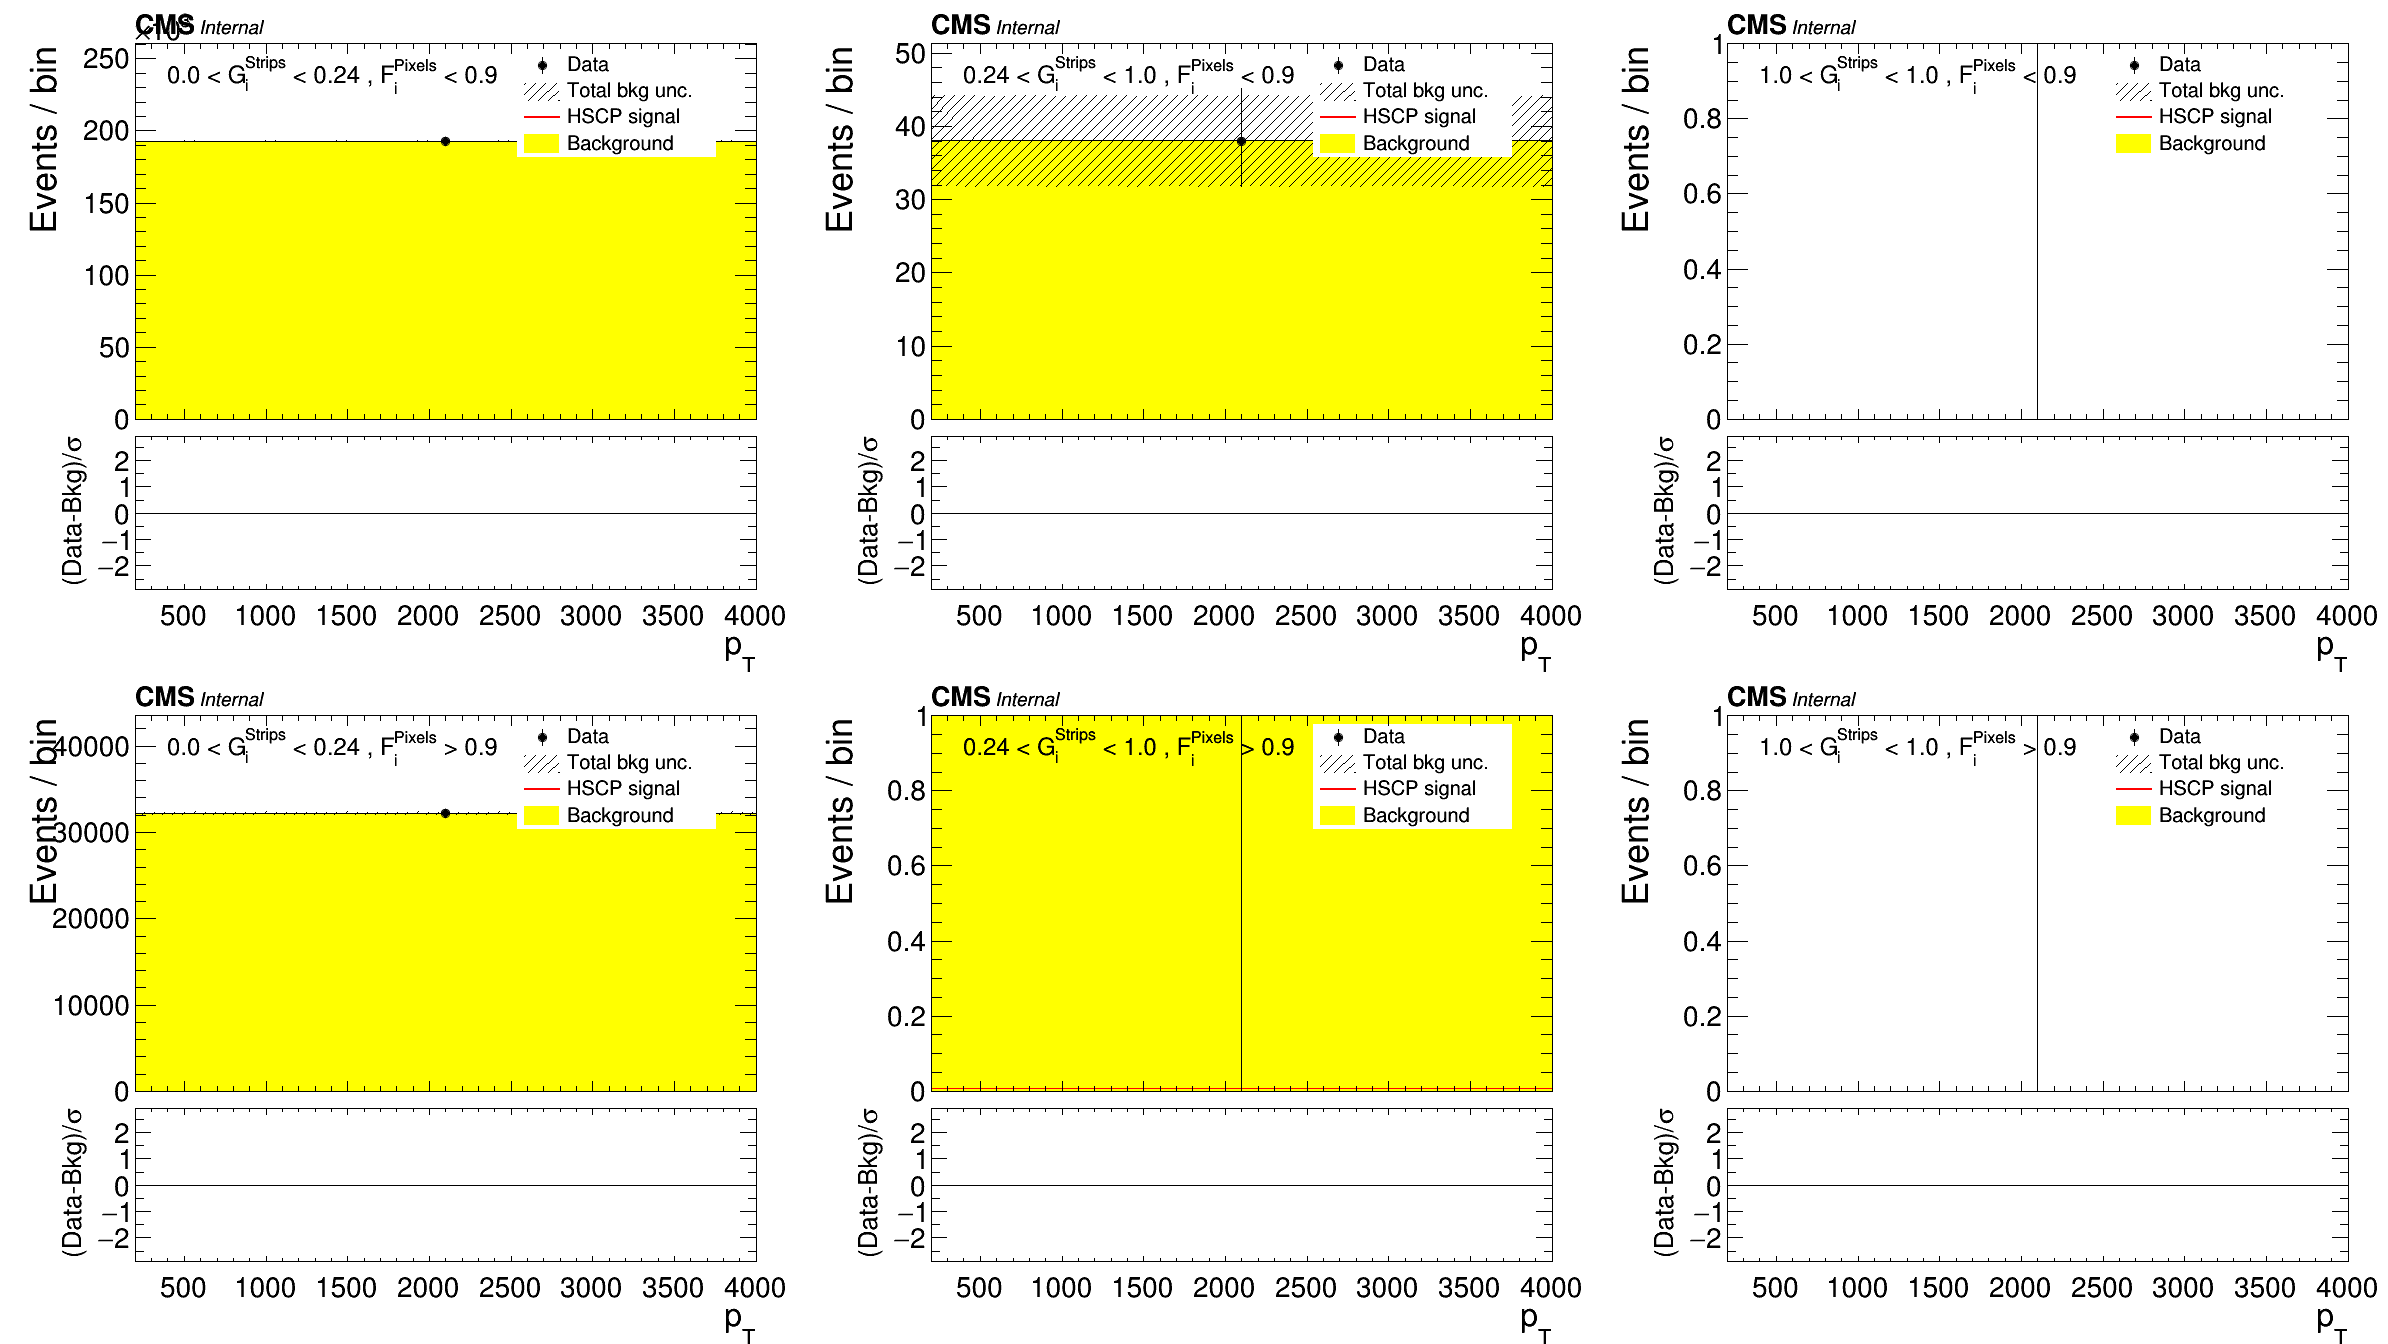 CMS Internal
×10³
Events / bin
0.0 < G_i^Strips < 0.24 , F_i^Pixels < 0.9
Data
Total bkg unc.
HSCP signal
Background
250
200
150
100
50
0
(Data-Bkg)/σ
2
1
0
−1
−2
500 1000 1500 2000 2500 3000 3500 4000
p_T
CMS Internal
Events / bin
0.24 < G_i^Strips < 1.0 , F_i^Pixels < 0.9
Data
Total bkg unc.
HSCP signal
Background
50
40
30
20
10
0
(Data-Bkg)/σ
2
1
0
−1
−2
500 1000 1500 2000 2500 3000 3500 4000
p_T
CMS Internal
Events / bin
1.0 < G_i^Strips < 1.0 , F_i^Pixels < 0.9
Data
Total bkg unc.
HSCP signal
Background
1
0.8
0.6
0.4
0.2
0
(Data-Bkg)/σ
2
1
0
−1
−2
500 1000 1500 2000 2500 3000 3500 4000
p_T
CMS Internal
Events / bin
0.0 < G_i^Strips < 0.24 , F_i^Pixels > 0.9
Data
Total bkg unc.
HSCP signal
Background
40000
30000
20000
10000
0
(Data-Bkg)/σ
2
1
0
−1
−2
500 1000 1500 2000 2500 3000 3500 4000
p_T
CMS Internal
Events / bin
0.24 < G_i^Strips < 1.0 , F_i^Pixels > 0.9
Data
Total bkg unc.
HSCP signal
Background
1
0.8
0.6
0.4
0.2
0
(Data-Bkg)/σ
2
1
0
−1
−2
500 1000 1500 2000 2500 3000 3500 4000
p_T
CMS Internal
Events / bin
1.0 < G_i^Strips < 1.0 , F_i^Pixels > 0.9
Data
Total bkg unc.
HSCP signal
Background
1
0.8
0.6
0.4
0.2
0
(Data-Bkg)/σ
2
1
0
−1
−2
500 1000 1500 2000 2500 3000 3500 4000
p_T